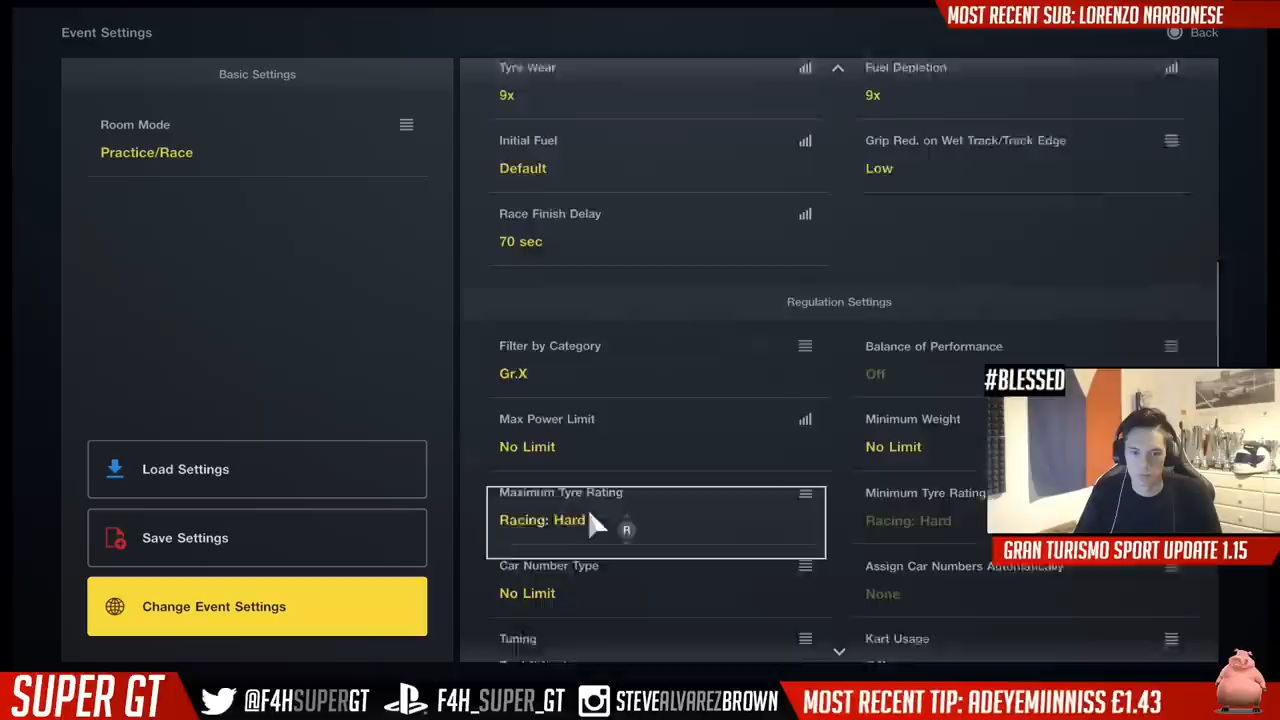 MOST RECENT SUB: LORENZO NARBONESE
Event Settings
Back
Basic Settings
Room Mode
Practice/Race
Load Settings
Save Settings
Change Event Settings
Tyre Wear
9x
Fuel Depletion
9x
Initial Fuel
Default
Grip Red. on Wet Track/Track Edge
Low
Race Finish Delay
70 sec
Regulation Settings
Filter by Category
Gr.X
Balance of Performance
Off
Max Power Limit
No Limit
Minimum Weight
No Limit
Maximum Tyre Rating
Racing: Hard
R
Minimum Tyre Rating
Racing: Hard
Car Number Type
No Limit
Assign Car Numbers Automatically
None
Tuning
Kart Usage
#BLESSED
GRAN TURISMO SPORT UPDATE 1.15
SUPER GT
@F4HSUPERGT
F4H_SUPER_GT
STEVEALVAREZBROWN
MOST RECENT TIP: ADEYEMIINNISS £1.43